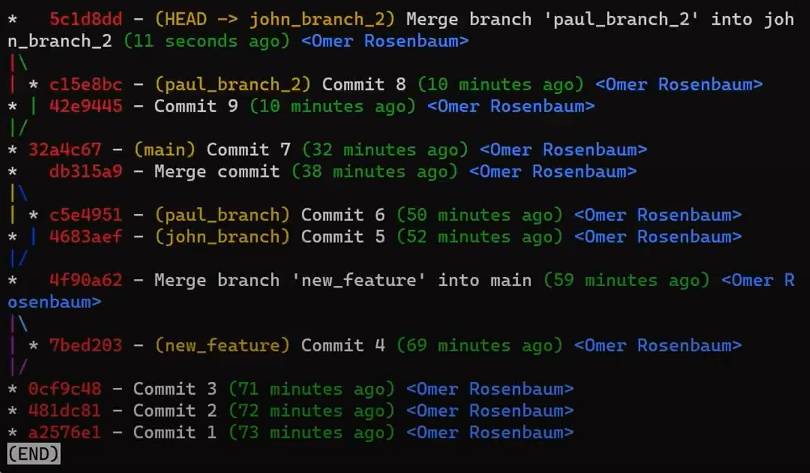 *   5c1d8dd - (HEAD -> john_branch_2) Merge branch 'paul_branch_2' into joh
n_branch_2 (11 seconds ago) <Omer Rosenbaum>
|\
| * c15e8bc - (paul_branch_2) Commit 8 (10 minutes ago) <Omer Rosenbaum>
* | 42e9445 - Commit 9 (10 minutes ago) <Omer Rosenbaum>
|/
* 32a4c67 - (main) Commit 7 (32 minutes ago) <Omer Rosenbaum>
*   db315a9 - Merge commit (38 minutes ago) <Omer Rosenbaum>
|\
| * c5e4951 - (paul_branch) Commit 6 (50 minutes ago) <Omer Rosenbaum>
* | 4683aef - (john_branch) Commit 5 (52 minutes ago) <Omer Rosenbaum>
|/
*   4f90a62 - Merge branch 'new_feature' into main (59 minutes ago) <Omer R
osenbaum>
|\
| * 7bed203 - (new_feature) Commit 4 (69 minutes ago) <Omer Rosenbaum>
|/
* 0cf9c48 - Commit 3 (71 minutes ago) <Omer Rosenbaum>
* 481dc81 - Commit 2 (72 minutes ago) <Omer Rosenbaum>
* a2576e1 - Commit 1 (73 minutes ago) <Omer Rosenbaum>
(END)